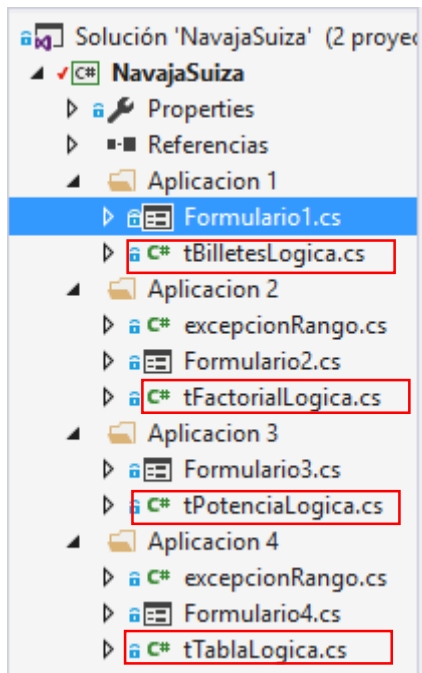 Solución 'NavajaSuiza' (2 proyec
C# NavajaSuiza
Properties
Referencias
Aplicacion 1
Formulario1.cs
C# tBilletesLogica.cs
Aplicacion 2
C# excepcionRango.cs
Formulario2.cs
C# tFactorialLogica.cs
Aplicacion 3
Formulario3.cs
C# tPotenciaLogica.cs
Aplicacion 4
C# excepcionRango.cs
Formulario4.cs
C# tTablaLogica.cs